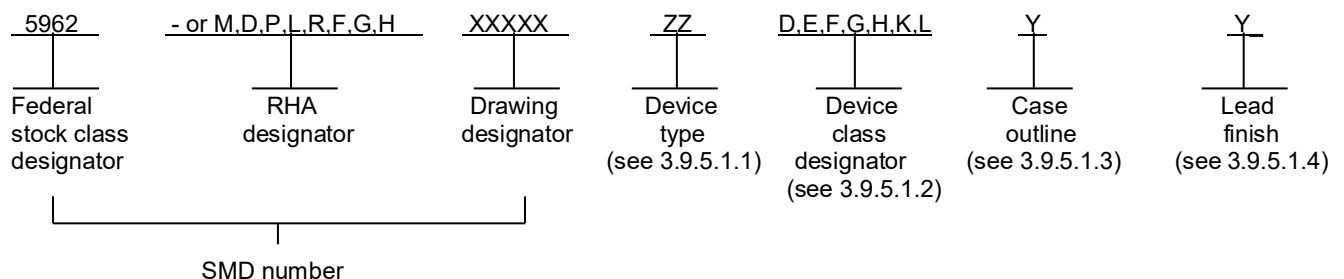 5962 - or M,D,P,L,R,F,G,H XXXXX ZZ D,E,F,G,H,K,L Y Y
Federal RHA Drawing Device Device Case Lead
stock class designator designator type class outline finish
designator (see 3.9.5.1.1) designator (see 3.9.5.1.3) (see 3.9.5.1.4)
(see 3.9.5.1.2)
SMD number